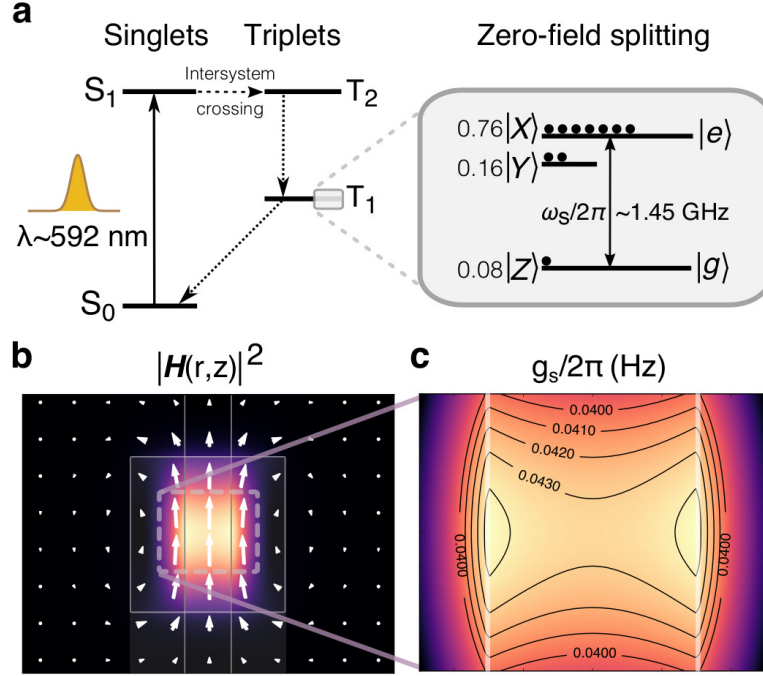 a
Singlets Triplets Zero-field splitting
S₁ Intersystem crossing T₂
0.76 |X⟩ |e⟩
0.16 |Y⟩
T₁
ωₛ/2π ~1.45 GHz
λ~592 nm
0.08 |Z⟩ |g⟩
S₀
b |H(r,z)|²
c gₛ/2π (Hz)
0.0400
0.0410
0.0420
0.0430
0.0400
0.0400
0.0400